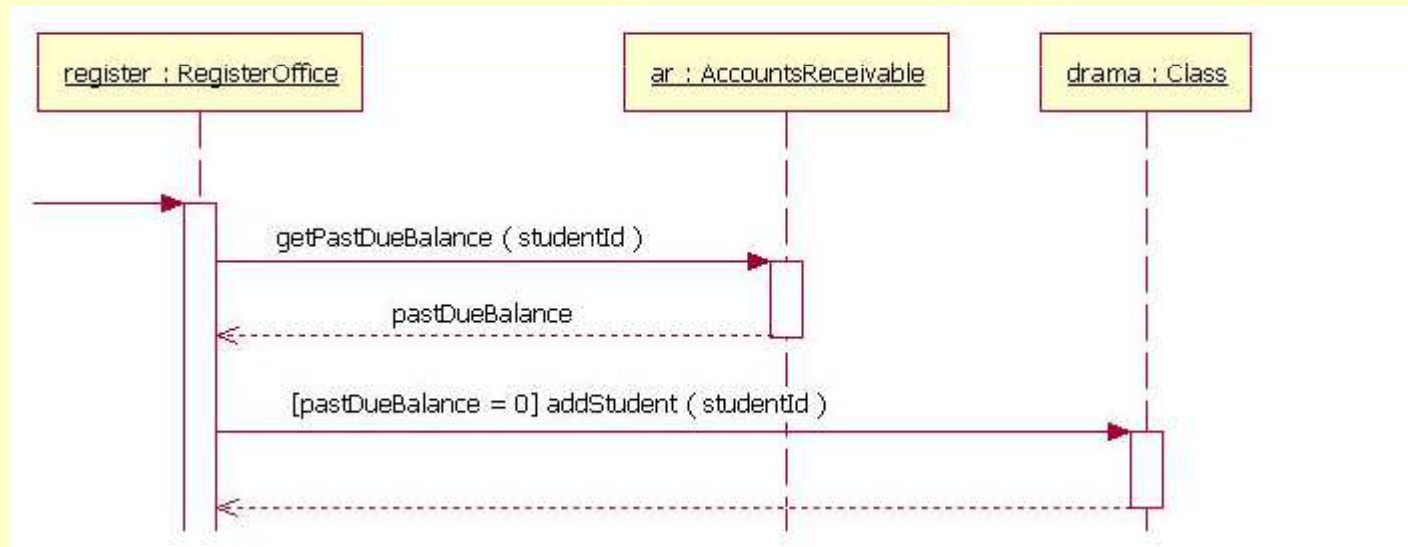 register : RegisterOffice
ar : AccountsReceivable
drama : Class
getPastDueBalance ( studentId )
pastDueBalance
[pastDueBalance = 0] addStudent ( studentId )